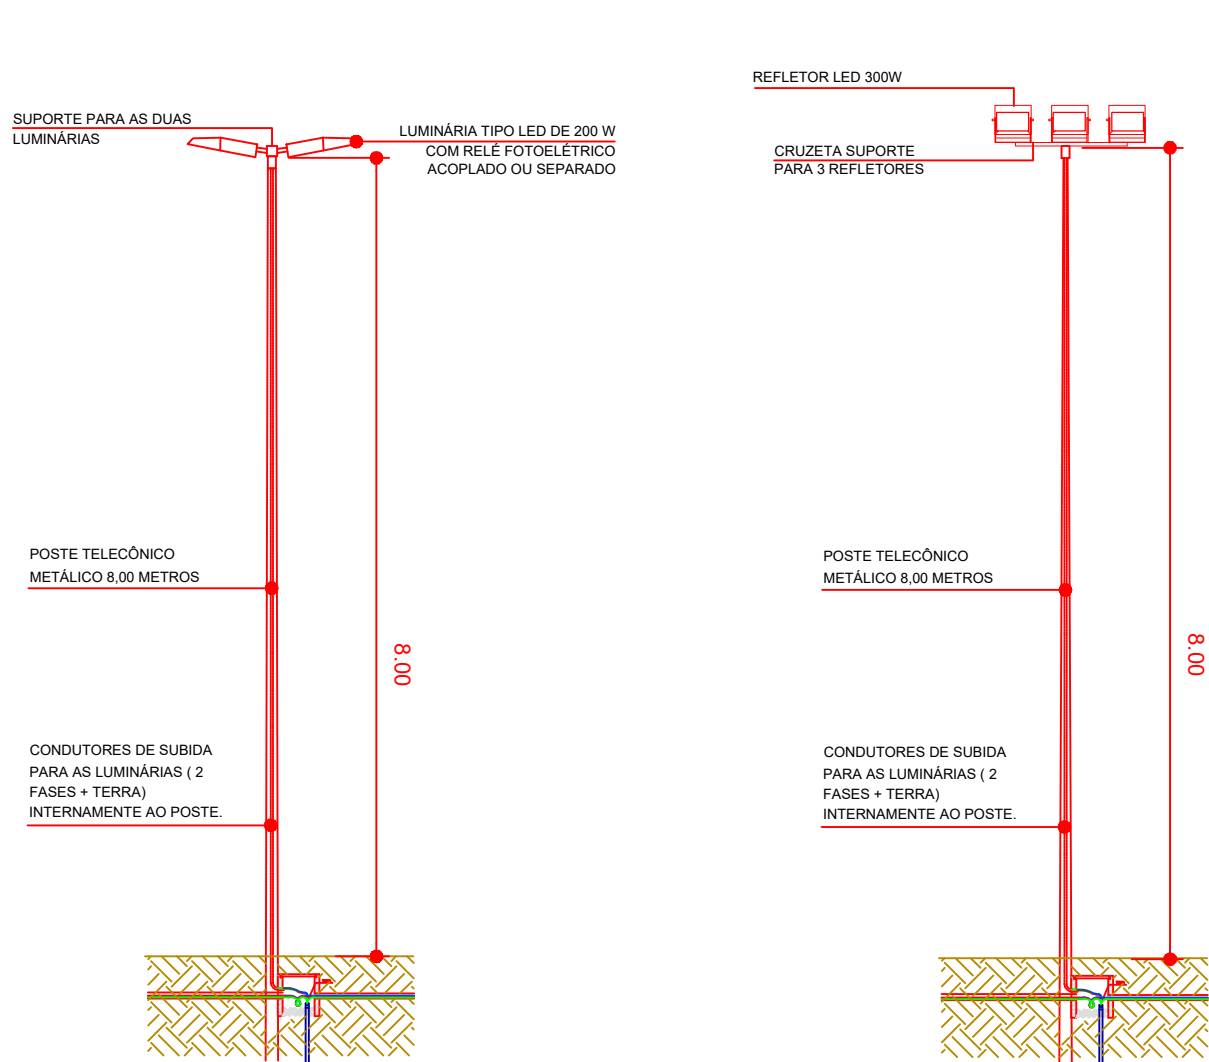 SUPORTE PARA AS DUAS
LUMINÁRIAS
LUMINÁRIA TIPO LED DE 200 W
COM RELÉ FOTOELÉTRICO
ACOPLADO OU SEPARADO
POSTE TELECÔNICO
METÁLICO 8,00 METROS
8.00
CONDUTORES DE SUBIDA
PARA AS LUMINÁRIAS ( 2
FASES + TERRA)
INTERNAMENTE AO POSTE.
REFLETOR LED 300W
CRUZETA SUPORTE
PARA 3 REFLETORES
POSTE TELECÔNICO
METÁLICO 8,00 METROS
8.00
CONDUTORES DE SUBIDA
PARA AS LUMINÁRIAS ( 2
FASES + TERRA)
INTERNAMENTE AO POSTE.